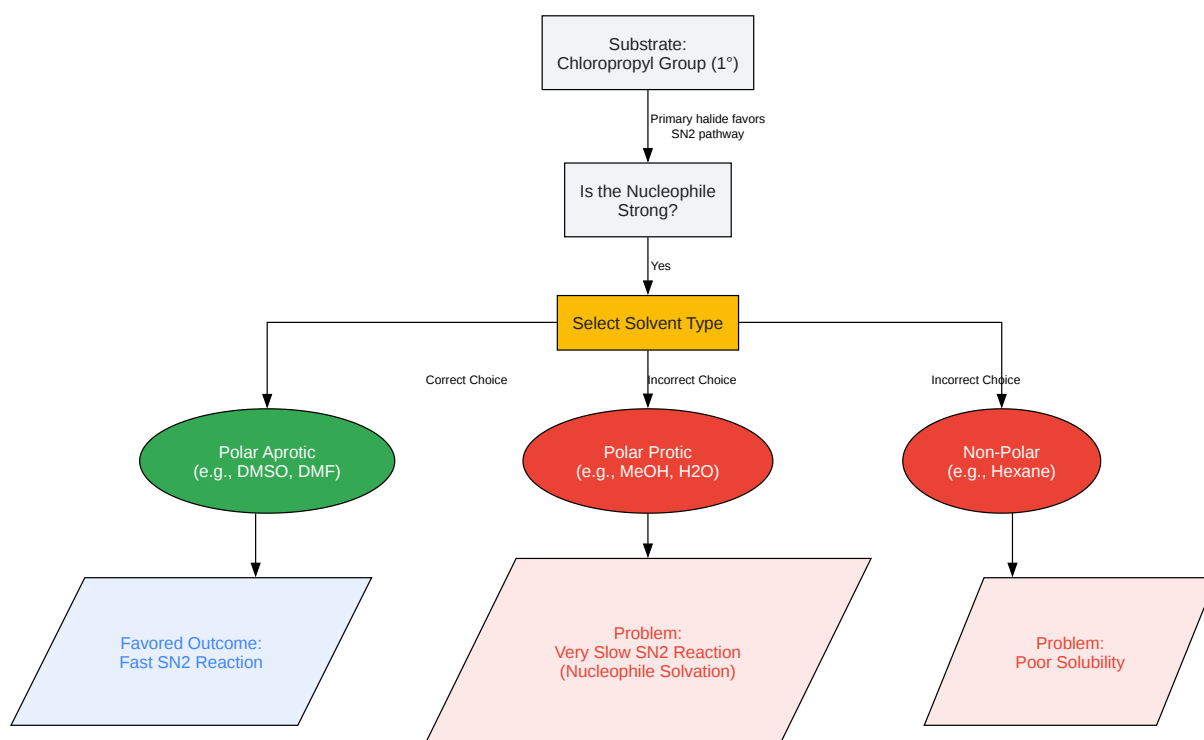 Substrate:
Chloropropyl Group (1°)
Primary halide favors
SN2 pathway
Is the Nucleophile
Strong?
Yes
Select Solvent Type
Correct Choice
Incorrect Choice
Incorrect Choice
Polar Aprotic
(e.g., DMSO, DMF)
Polar Protic
(e.g., MeOH, H2O)
Non-Polar
(e.g., Hexane)
Favored Outcome:
Fast SN2 Reaction
Problem:
Very Slow SN2 Reaction
(Nucleophile Solvation)
Problem:
Poor Solubility